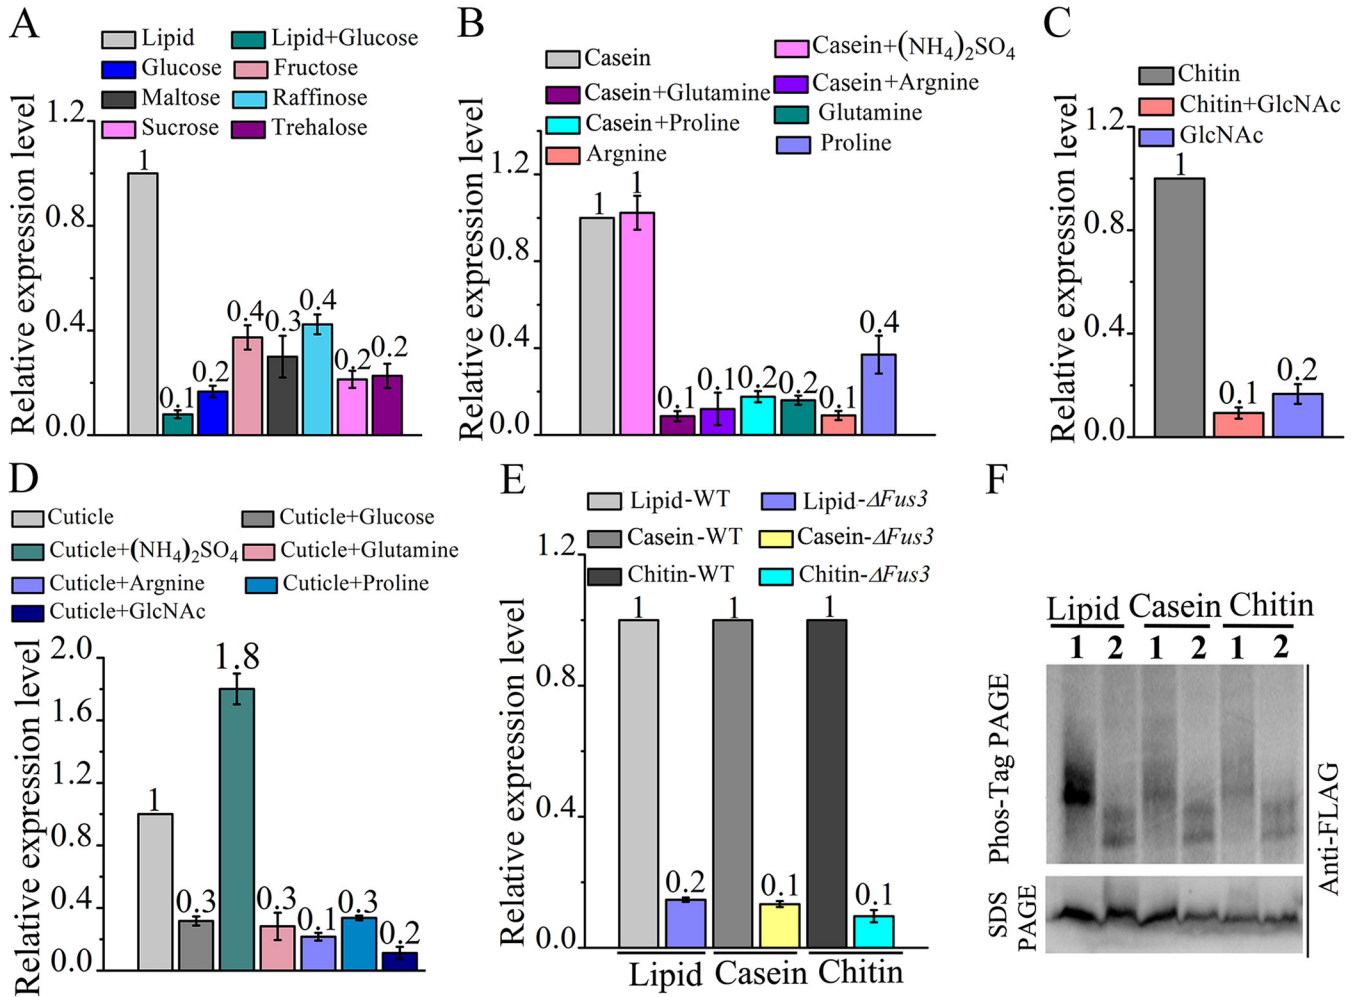 A
Lipid
Lipid+Glucose
Glucose
Fructose
Maltose
Raffinose
Sucrose
Trehalose
Relative expression level
1.2
0.8
0.4
0.0
1
0.1
0.2
0.4
0.3
0.4
0.2
0.2
B
Casein
Casein+(NH4)2SO4
Casein+Glutamine
Casein+Argnine
Casein+Proline
Glutamine
Argnine
Proline
Relative expression level
1.2
0.8
0.4
0.0
1
1
0.1
0.1
0.2
0.2
0.1
0.4
C
Chitin
Chitin+GlcNAc
GlcNAc
Relative expression level
1.2
0.8
0.4
0.0
1
0.1
0.2
D
Cuticle
Cuticle+Glucose
Cuticle+(NH4)2SO4
Cuticle+Glutamine
Cuticle+Argnine
Cuticle+Proline
Cuticle+GlcNAc
Relative expression level
2.0
1.6
1.2
0.8
0.4
0.0
1
0.3
1.8
0.3
0.1
0.3
0.2
E
Lipid-WT
Lipid-ΔFus3
Casein-WT
Casein-ΔFus3
Chitin-WT
Chitin-ΔFus3
Relative expression level
1.2
0.8
0.4
0.0
1
0.2
1
0.1
1
0.1
Lipid Casein Chitin
F
Lipid Casein Chitin
1 2 1 2 1 2
Phos-Tag PAGE
SDS
PAGE
Anti-FLAG